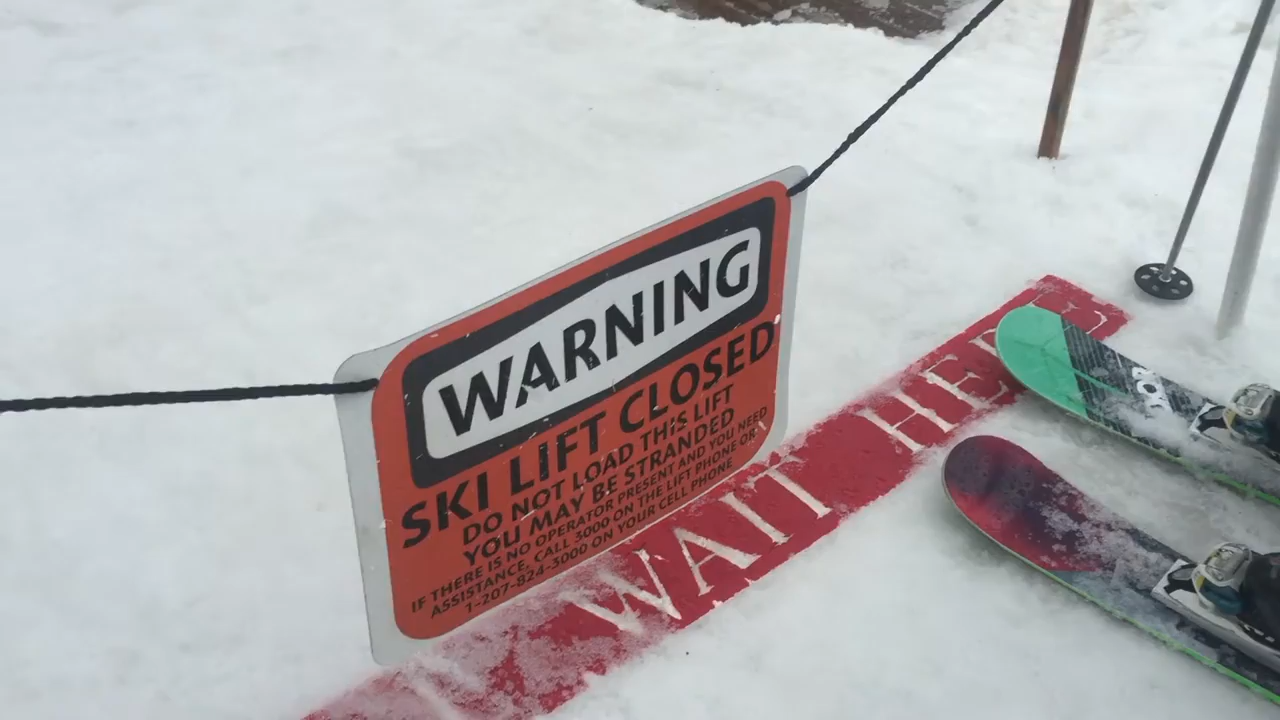 WARNING
SKI LIFT CLOSED
DO NOT LOAD THIS LIFT
YOU MAY BE STRANDED
IF THERE IS NO OPERATOR PRESENT AND YOU NEED
ASSISTANCE, CALL 3000 ON THE LIFT PHONE OR
1-207-824-3000 ON YOUR CELL PHONE
WAIT HERE